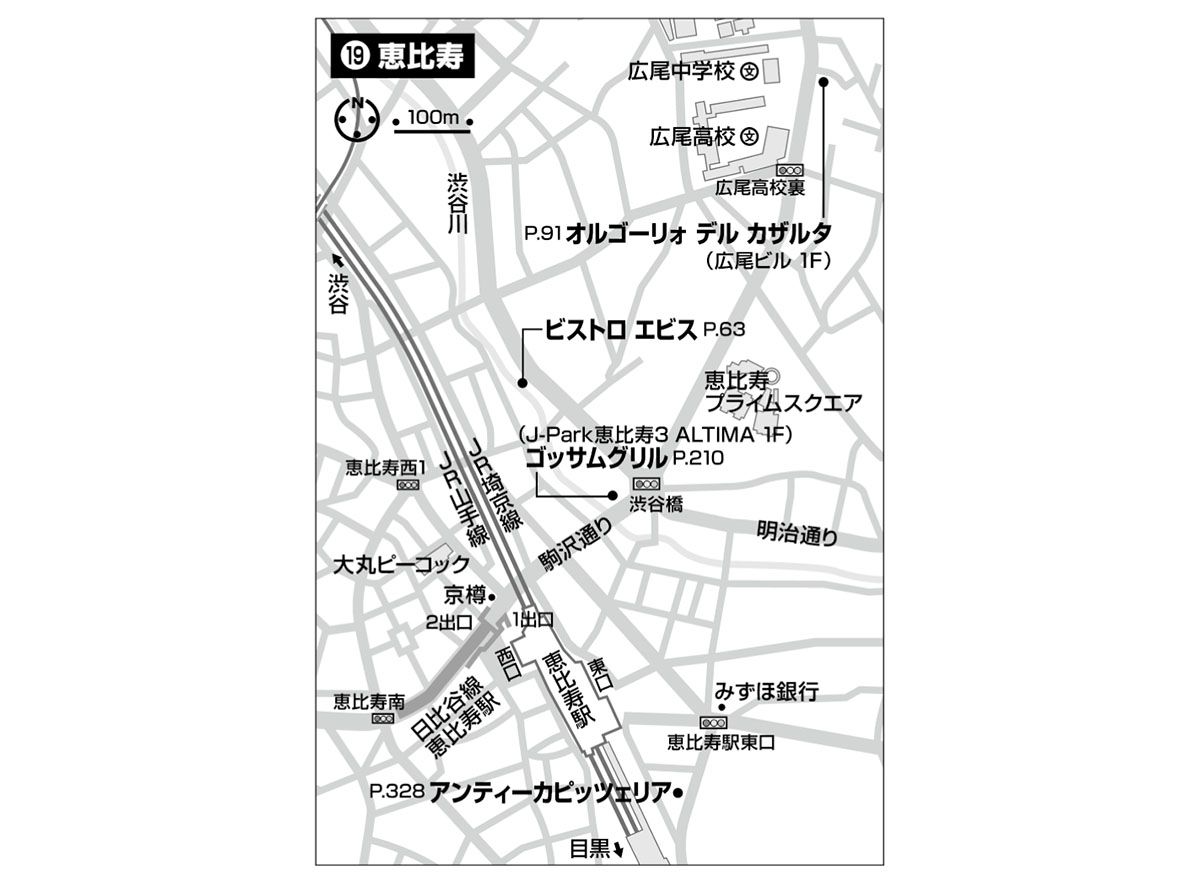 ⑲ 恵比寿
N
100m
広尾中学校
文
広尾高校
文
広尾高校裏
渋谷川
P.91 オルゴーリォ デル カザルタ
(広尾ビル 1F)
渋谷
ビストロ エビス P.63
恵比寿
プライムスクエア
(J-Park恵比寿3 ALTIMA 1F)
ゴッサムグリル P.210
恵比寿西1
JR埼京線
JR山手線
渋谷橋
明治通り
駒沢通り
大丸ピーコック
京樽
2出口
1出口
西口
恵比寿駅
東口
恵比寿南
日比谷線
恵比寿駅
みずほ銀行
恵比寿駅東口
P.328 アンティーカピッツェリア
目黒